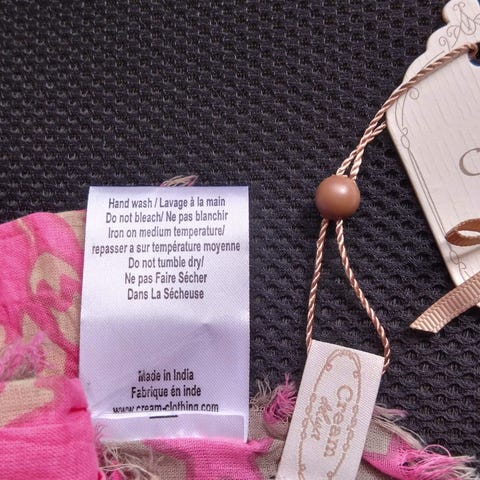 Hand wash / Lavage à la main
Do not bleach/ Ne pas blanchir
Iron on medium temperature/
repasser a sur température moyenne
Do not tumble dry/
Ne pas Faire Sécher
Dans La Sécheuse
Made in India
Fabrique én inde
www.cream-clothing.com
Cream
deluxe
C